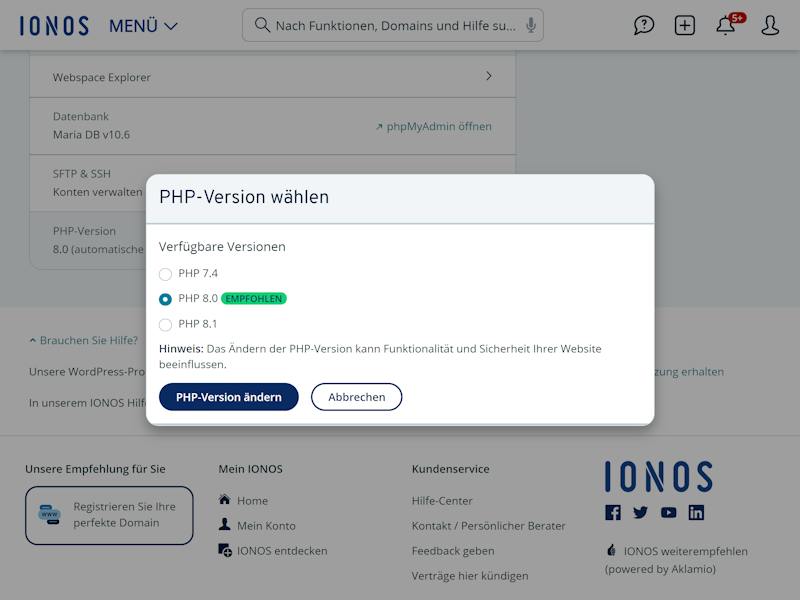 IONOS MENÜ
Nach Funktionen, Domains und Hilfe su...
5+
Webspace Explorer
Datenbank
Maria DB v10.6
phpMyAdmin öffnen
SFTP & SSH
Konten verwalten
PHP-Version
8.0 (automatische
PHP-Version wählen
Verfügbare Versionen
PHP 7.4
PHP 8.0 EMPFOHLEN
PHP 8.1
Hinweis: Das Ändern der PHP-Version kann Funktionalität und Sicherheit Ihrer Website
beeinflussen.
PHP-Version ändern
Abbrechen
Brauchen Sie Hilfe?
Unsere WordPress-Pro
zung erhalten
In unserem IONOS Hilf
Unsere Empfehlung für Sie
WWW
Registrieren Sie Ihre
perfekte Domain
Mein IONOS
Home
Mein Konto
IONOS entdecken
Kundenservice
Hilfe-Center
Kontakt / Persönlicher Berater
Feedback geben
Verträge hier kündigen
IONOS
IONOS weiterempfehlen
(powered by Aklamio)